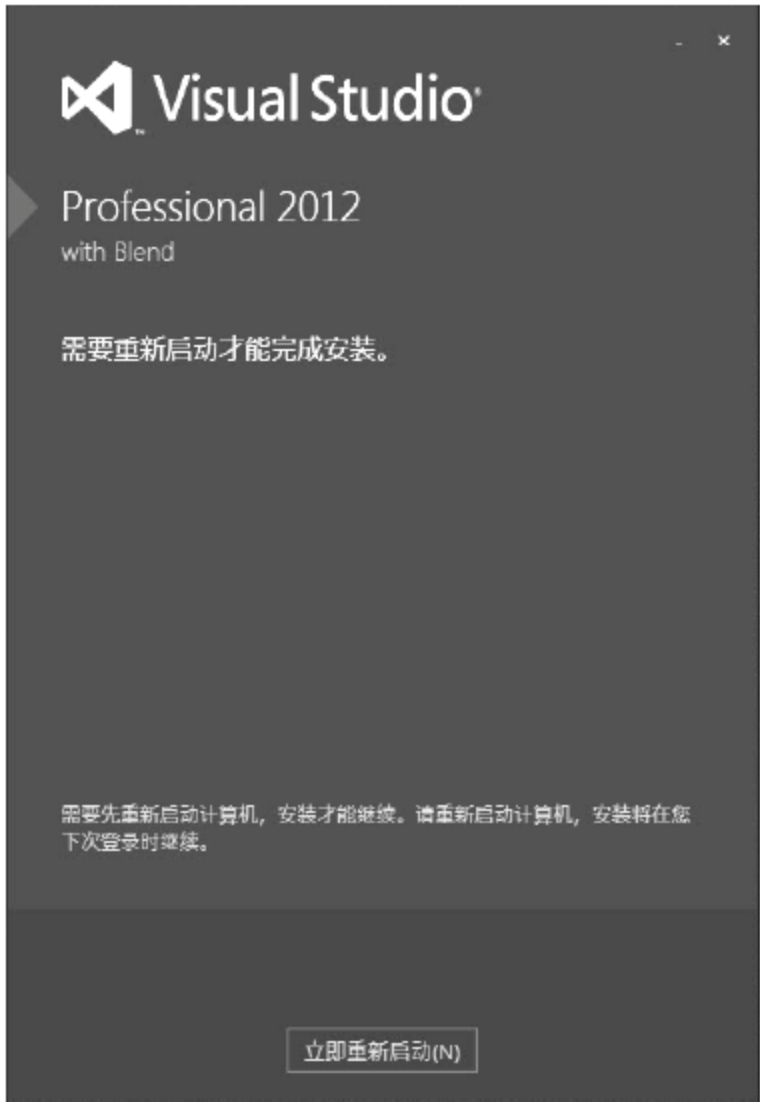 Visual Studio®
Professional 2012
with Blend
需要重新启动才能完成安装。
需要先重新启动计算机，安装才能继续。请重新启动计算机，安装将在您
下次登录时继续。
立即重新启动(N)